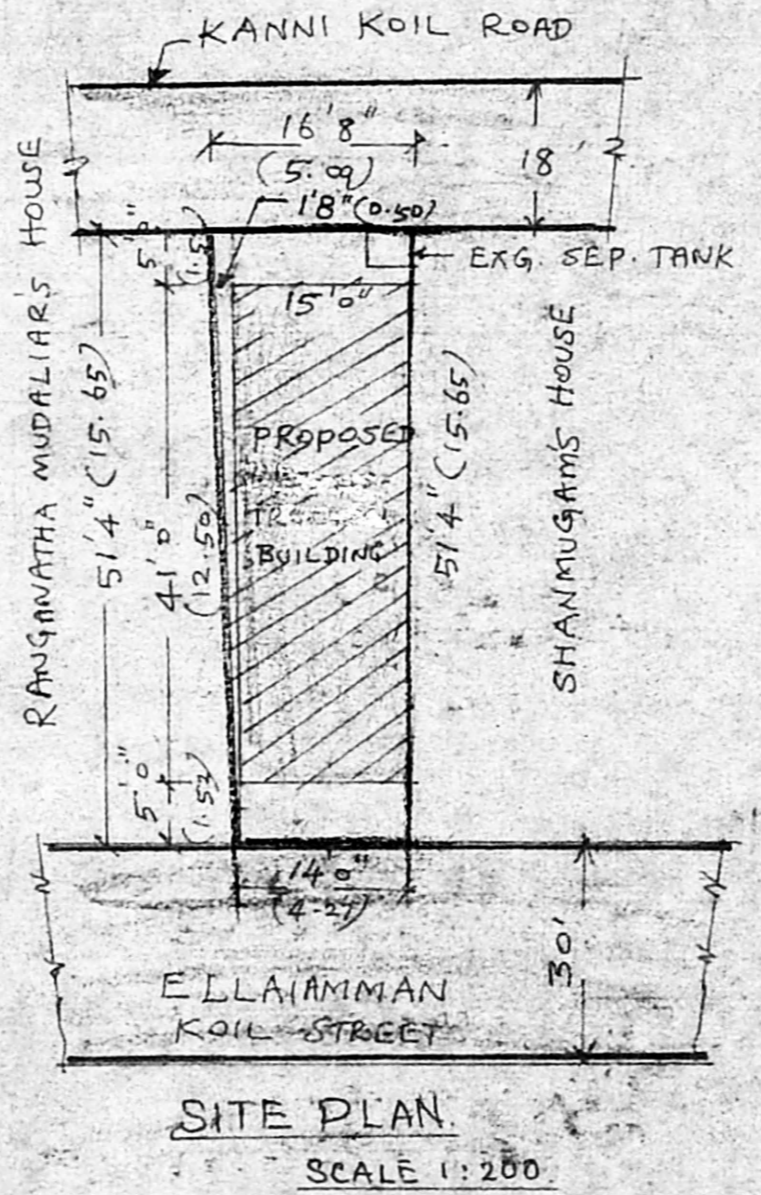 KANNI KOIL ROAD
16'8"
(5.09)
18'
1'8" (0.50)
EXG. SEP. TANK
RANGANATHA MUDALIAR'S HOUSE
5'0"
51'4" (15.65)
41'0"
(12.50)
5'0"
(1.52)
15'0"
PROPOSED
BUILDING
51'4" (15.65)
SHANMUGAM'S HOUSE
14'0"
(4.27)
30'
ELLAIAMMAN
KOIL STREET
SITE PLAN.
SCALE 1:200